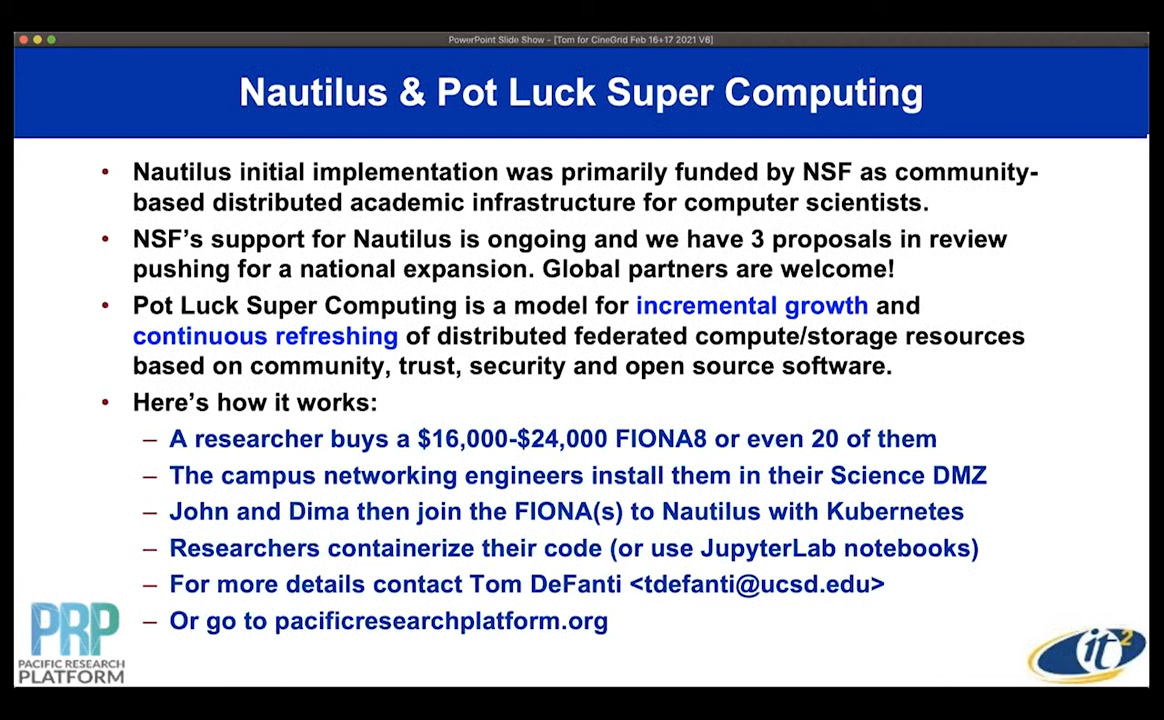 PowerPoint Slide Show - [Tom for CineGrid Feb 16+17 2021 V6]
Nautilus & Pot Luck Super Computing
• Nautilus initial implementation was primarily funded by NSF as community-
based distributed academic infrastructure for computer scientists.
• NSF's support for Nautilus is ongoing and we have 3 proposals in review
pushing for a national expansion. Global partners are welcome!
• Pot Luck Super Computing is a model for incremental growth and
continuous refreshing of distributed federated compute/storage resources
based on community, trust, security and open source software.
• Here's how it works:
– A researcher buys a $16,000-$24,000 FIONA8 or even 20 of them
– The campus networking engineers install them in their Science DMZ
– John and Dima then join the FIONA(s) to Nautilus with Kubernetes
– Researchers containerize their code (or use JupyterLab notebooks)
– For more details contact Tom DeFanti <tdefanti@ucsd.edu>
– Or go to pacificresearchplatform.org
PRP
PACIFIC RESEARCH
PLATFORM
it2